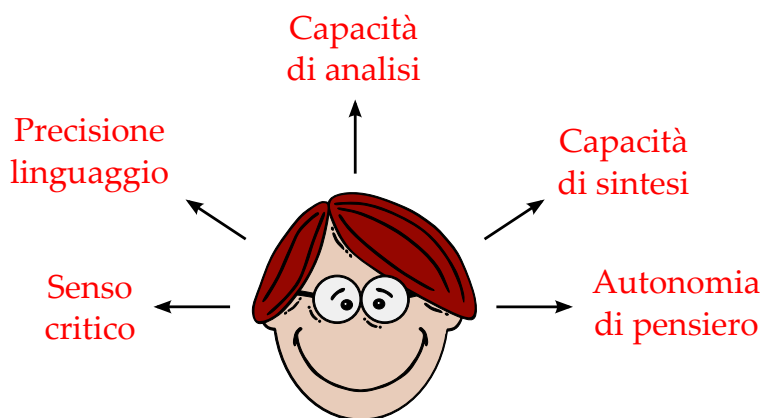 Capacità
di analisi
Precisione
linguaggio
Capacità
di sintesi
Senso
critico
Autonomia
di pensiero